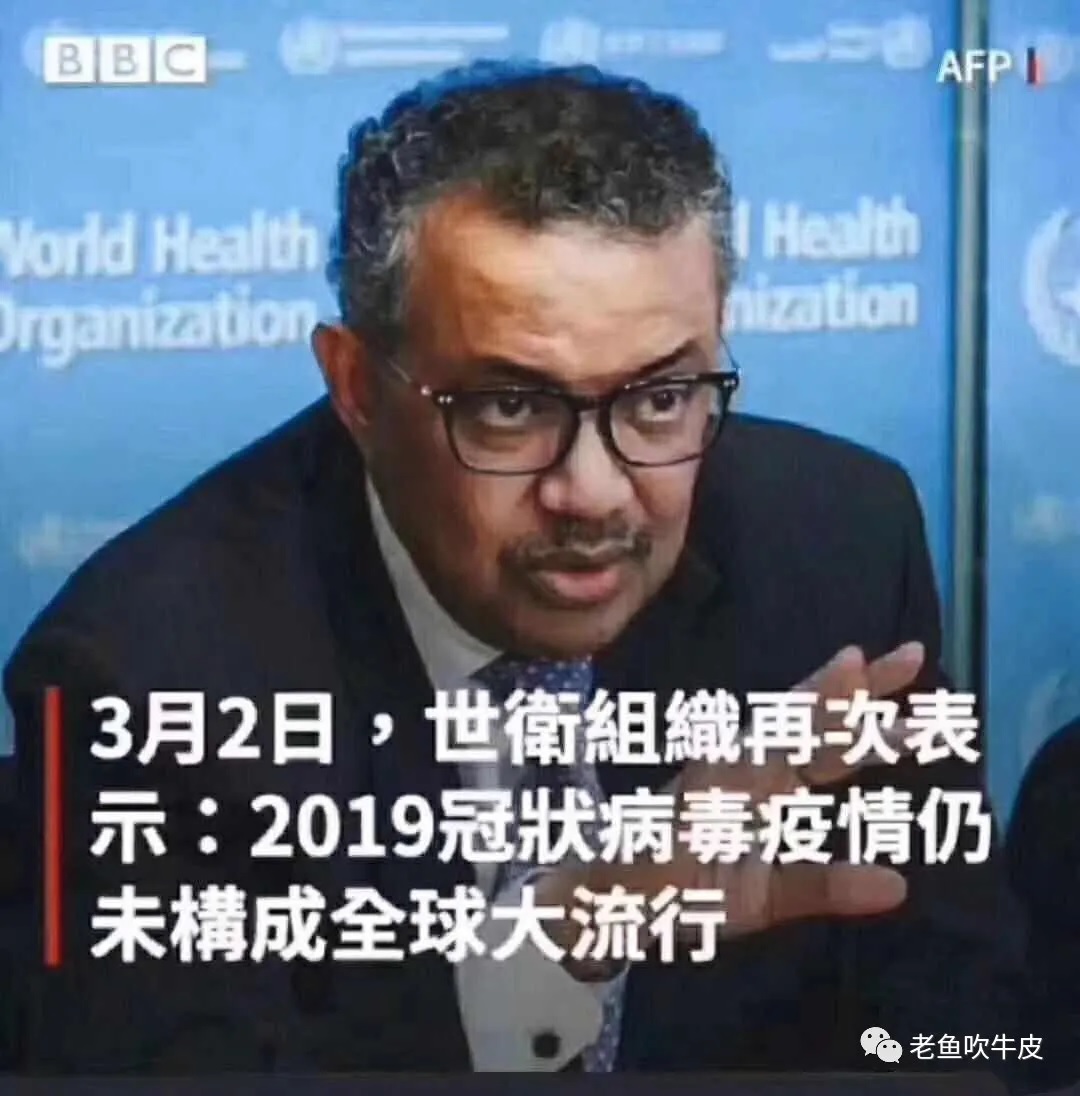 BBC
AFP
World Health
Organization
Health
nization
3月2日，世衛組織再次表
示：2019冠狀病毒疫情仍
未構成全球大流行
老鱼吹牛皮